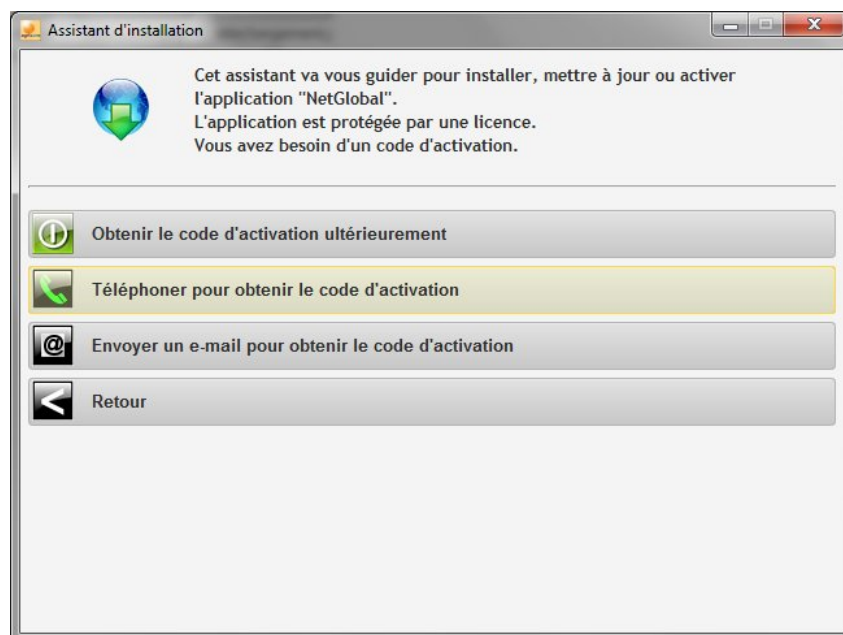 Assistant d'installation
Cet assistant va vous guider pour installer, mettre à jour ou activer
l'application "NetGlobal".
L'application est protégée par une licence.
Vous avez besoin d'un code d'activation.
Obtenir le code d'activation ultérieurement
Téléphoner pour obtenir le code d'activation
@ Envoyer un e-mail pour obtenir le code d'activation
Retour